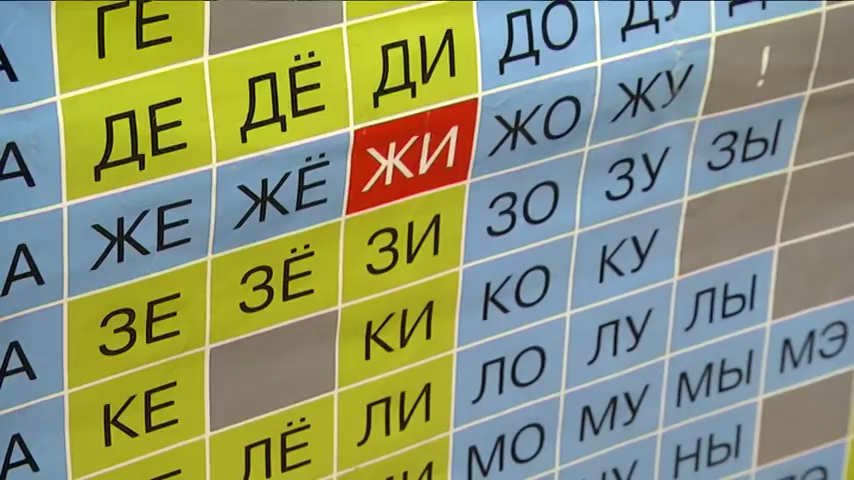 А ГЕ
А ДЕ ДЁ ДИ ДО ДУ
А ЖЕ ЖЁ ЖИ ЖО ЖУ !
А ЗЕ ЗЁ ЗИ ЗО ЗУ ЗЫ
А КЕ КИ КО КУ
ЛЁ ЛИ ЛО ЛУ ЛЫ
МО МУ МЫ МЭ
НЫ